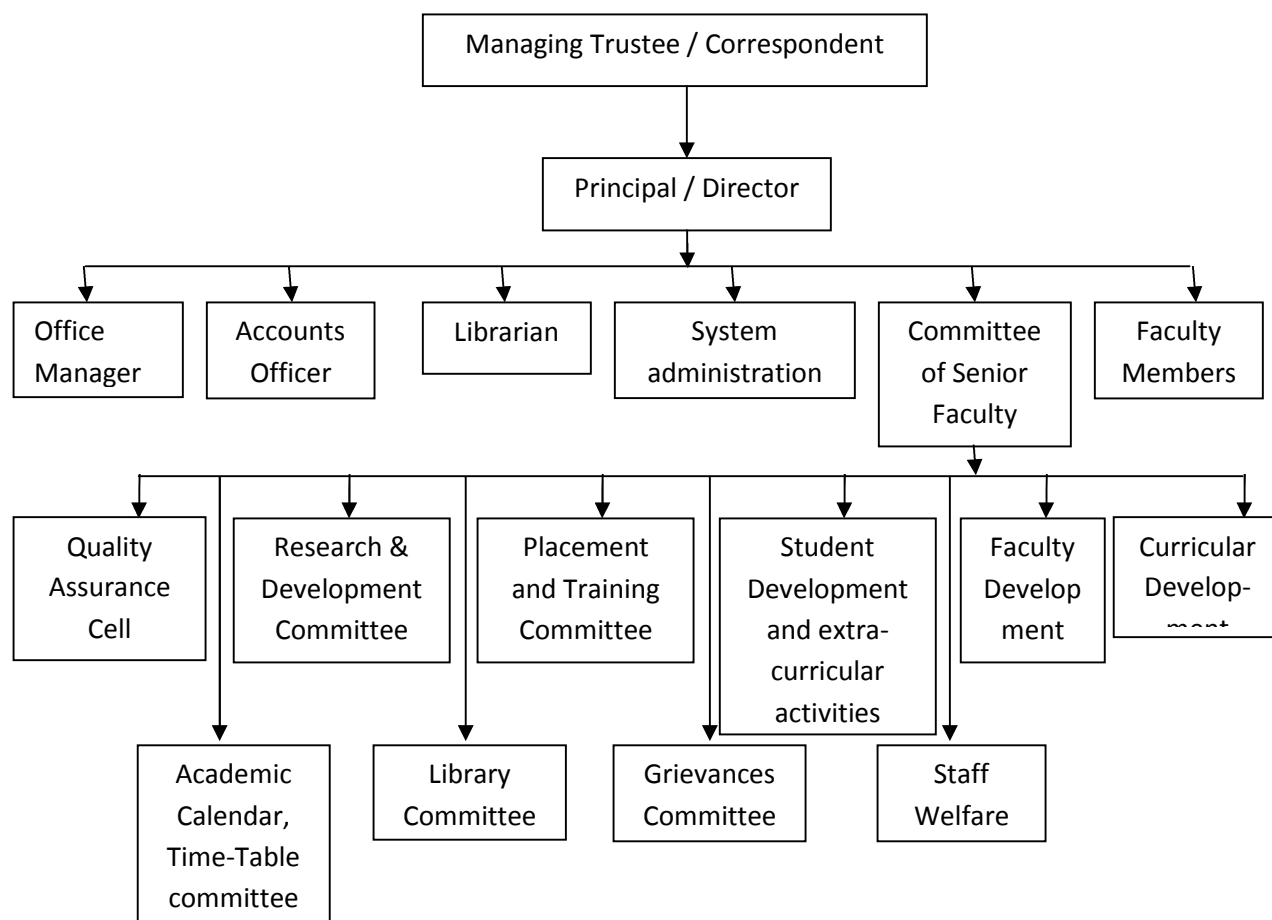 Managing Trustee / Correspondent
Principal / Director
Office
Manager
Accounts
Officer
Librarian
System
administration
Committee
of Senior
Faculty
Faculty
Members
Quality
Assurance
Cell
Research &
Development
Committee
Placement
and Training
Committee
Student
Development
and extra-
curricular
activities
Faculty
Develop
ment
Curricular
Develop-
ment
Academic
Calendar,
Time-Table
committee
Library
Committee
Grievances
Committee
Staff
Welfare